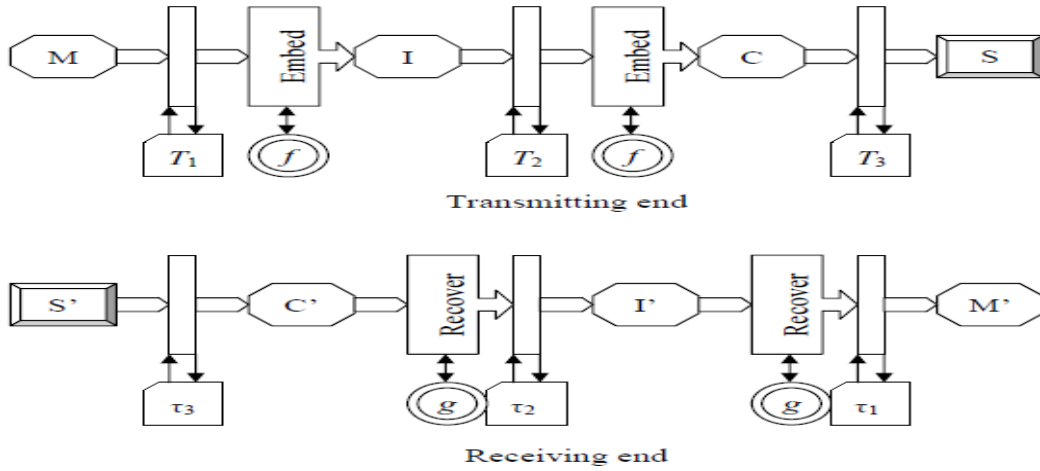 M Embed I Embed C S
T1 f T2 f T3
Transmitting end
S' C' Recover I' Recover M'
τ3 g τ2 g τ1
Receiving end